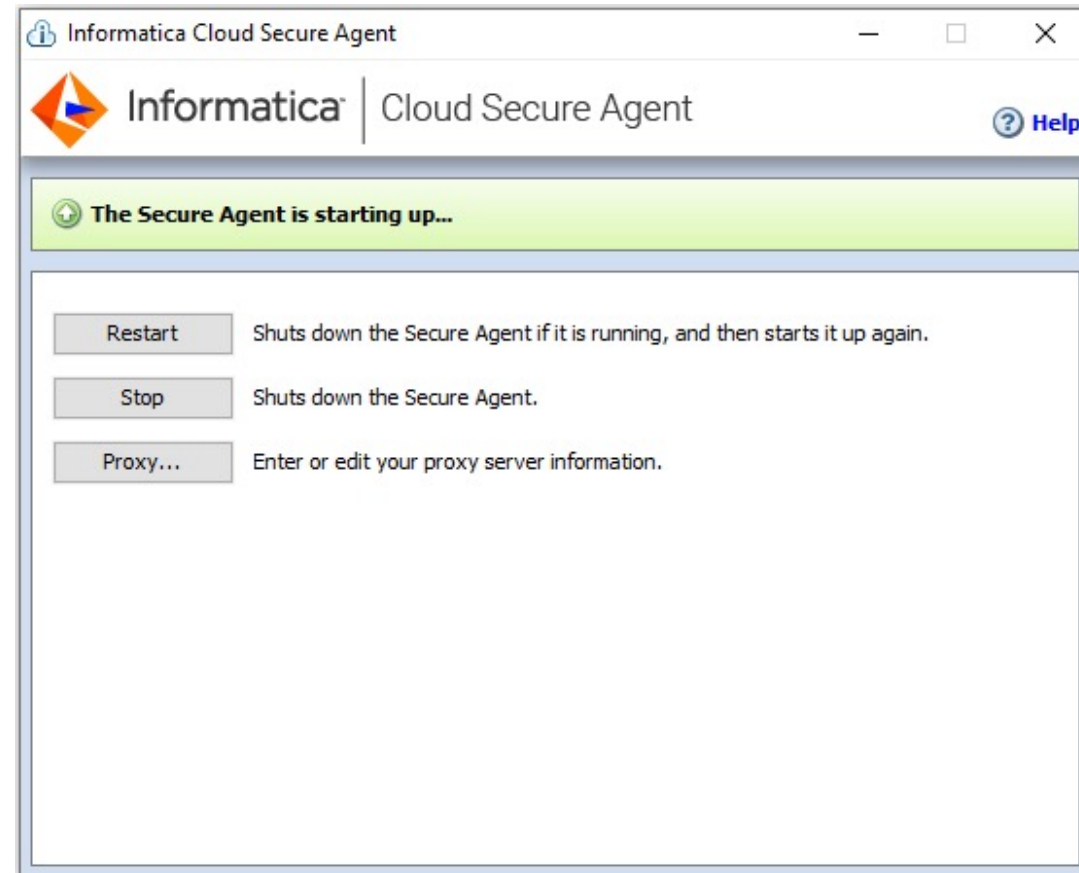 Informatica Cloud Secure Agent
Informatica Cloud Secure Agent
Help
The Secure Agent is starting up...
Restart Shuts down the Secure Agent if it is running, and then starts it up again.
Stop Shuts down the Secure Agent.
Proxy... Enter or edit your proxy server information.